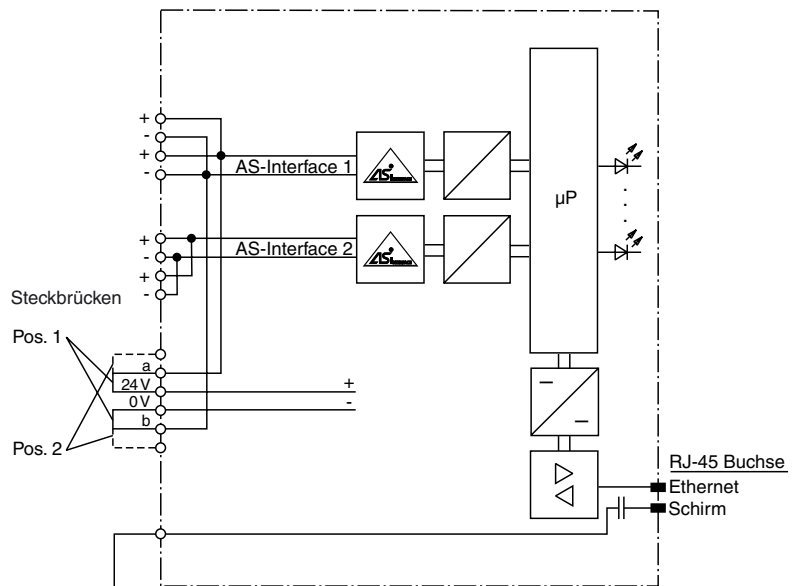 +
-
+
-
AS-Interface 1
µP
+
-
+
-
AS-Interface 2
Steckbrücken
Pos. 1
a
24 V
0 V
b
+
-
Pos. 2
RJ-45 Buchse
Ethernet
Schirm